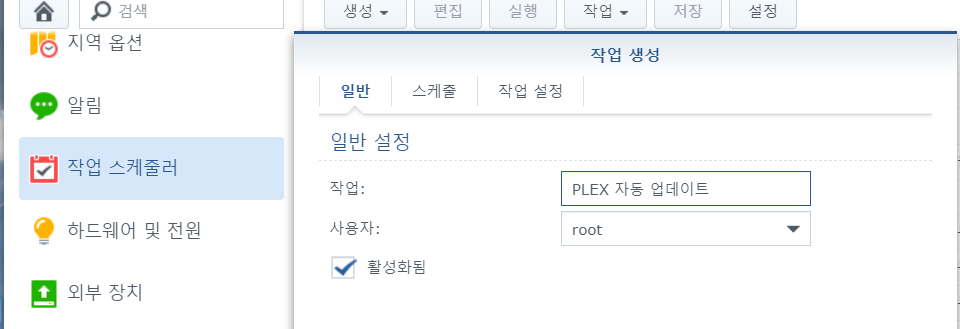 검색
지역 옵션
알림
작업 스케줄러
하드웨어 및 전원
외부 장치
생성 편집 실행 작업 저장 설정
작업 생성
일반 스케줄 작업 설정
일반 설정
작업: PLEX 자동 업데이트
사용자: root
활성화됨